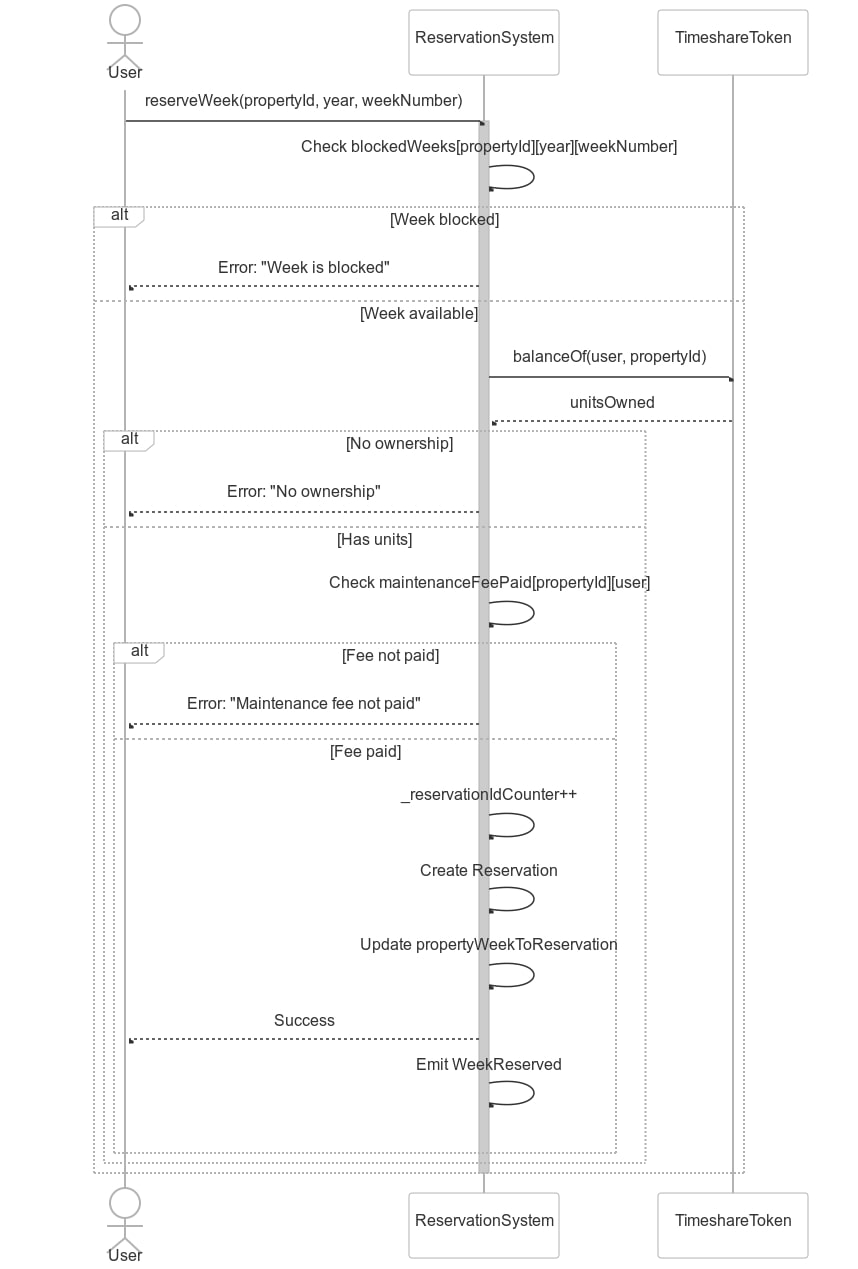 User
ReservationSystem
TimeshareToken
reserveWeek(propertyId, year, weekNumber)
Check blockedWeeks[propertyId][year][weekNumber]
alt
[Week blocked]
Error: "Week is blocked"
[Week available]
balanceOf(user, propertyId)
unitsOwned
alt
[No ownership]
Error: "No ownership"
[Has units]
Check maintenanceFeePaid[propertyId][user]
alt
[Fee not paid]
Error: "Maintenance fee not paid"
[Fee paid]
_reservationIdCounter++
Create Reservation
Update propertyWeekToReservation
Success
Emit WeekReserved
User
ReservationSystem
TimeshareToken